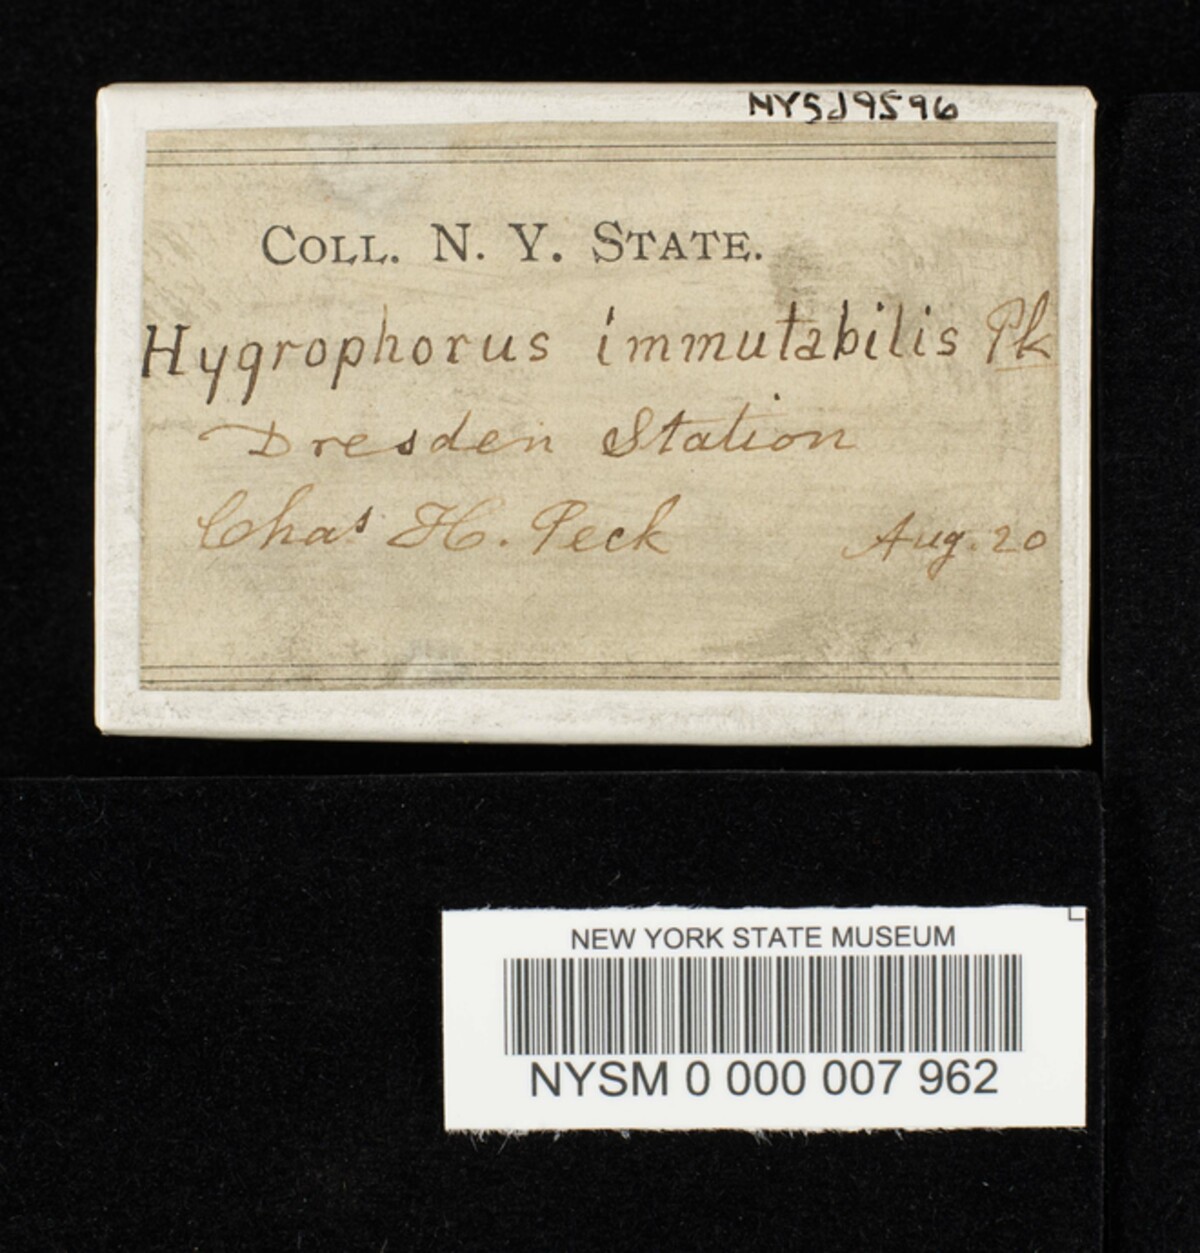 NYSd9596
COLL. N. Y. STATE.
Hygrophorus immutabilis Pk
Dresden Station
Chas H. Peck Aug. 20
NEW YORK STATE MUSEUM
NYSM 0 000 007 962